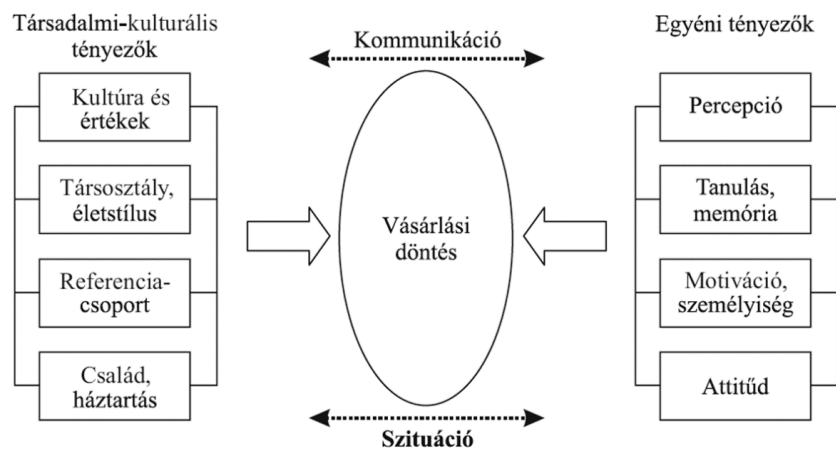 Társadalmi-kulturális
tényezők
Kultúra és
értékek
Társosztály,
életstílus
Referencia-
csoport
Család,
háztartás
Kommunikáció
Vásárlási
döntés
Szituáció
Egyéni tényezők
Percepció
Tanulás,
memória
Motiváció,
személyiség
Attitűd